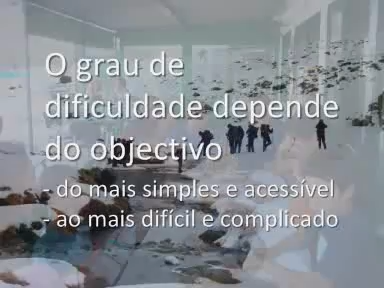 O grau de
dificuldade depende
do objectivo
- do mais simples e acessível
- ao mais difícil e complicado